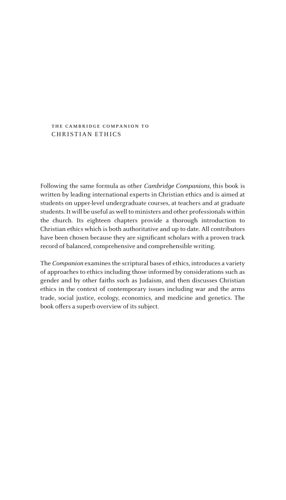 THE CAMBRIDGE COMPANION TO
CHRISTIAN ETHICS
Following the same formula as other Cambridge Companions, this book is
written by leading international experts in Christian ethics and is aimed at
students on upper-level undergraduate courses, at teachers and at graduate
students. It will be useful as well to ministers and other professionals within
the church. Its eighteen chapters provide a thorough introduction to
Christian ethics which is both authoritative and up to date. All contributors
have been chosen because they are significant scholars with a proven track
record of balanced, comprehensive and comprehensible writing.
The Companion examines the scriptural bases of ethics, introduces a variety
of approaches to ethics including those informed by considerations such as
gender and by other faiths such as Judaism, and then discusses Christian
ethics in the context of contemporary issues including war and the arms
trade, social justice, ecology, economics, and medicine and genetics. The
book offers a superb overview of its subject.